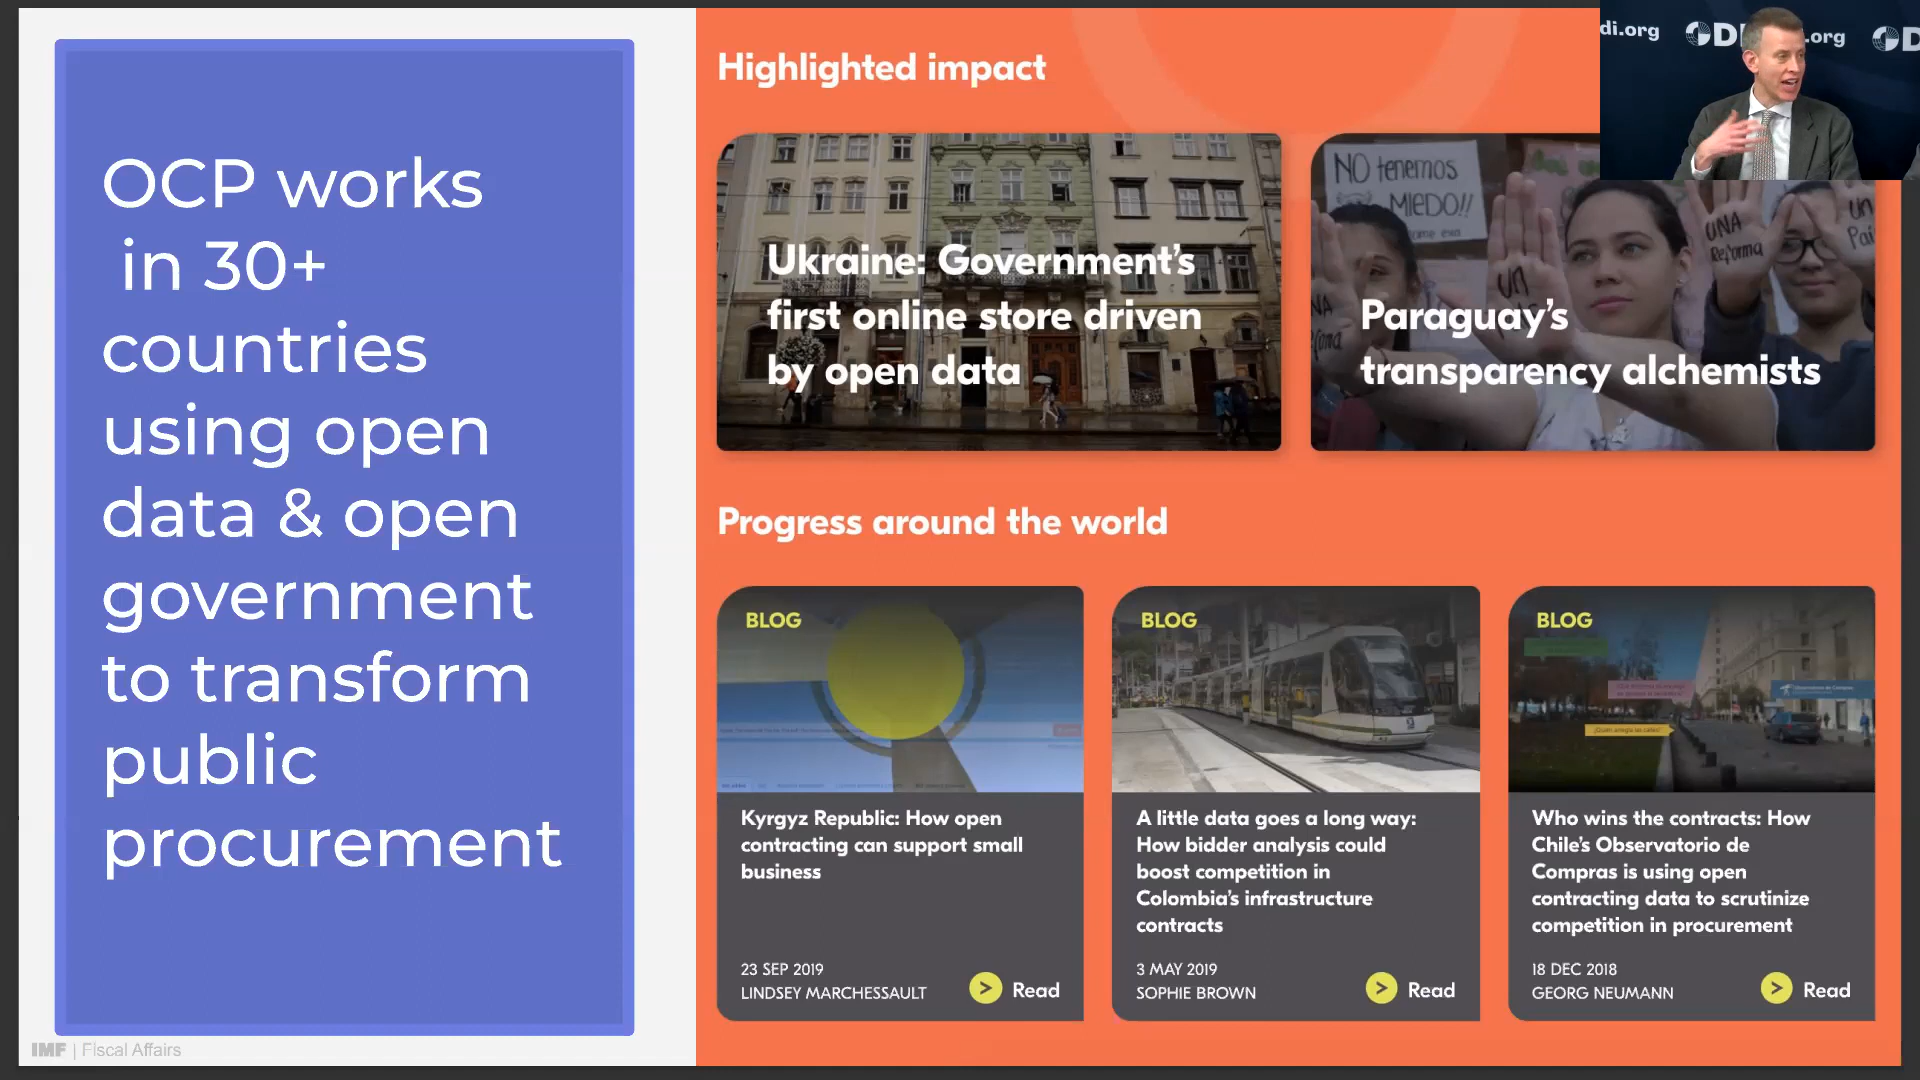 OCP works
in 30+
countries
using open
data & open
government
to transform
public
procurement
IMF | Fiscal Affairs
Highlighted impact
di.org
.org
NO tenemos
MIEDO!!
UNA
Reforma
un
Pai
un
Ukraine: Government's
first online store driven
by open data
Paraguay's
transparency alchemists
Progress around the world
BLOG
Kyrgyz Republic: How open
contracting can support small
business
23 SEP 2019
LINDSEY MARCHESSAULT
> Read
BLOG
A little data goes a long way:
How bidder analysis could
boost competition in
Colombia's infrastructure
contracts
3 MAY 2019
SOPHIE BROWN
> Read
BLOG
Who wins the contracts: How
Chile's Observatorio de
Compras is using open
contracting data to scrutinize
competition in procurement
18 DEC 2018
GEORG NEUMANN
> Read